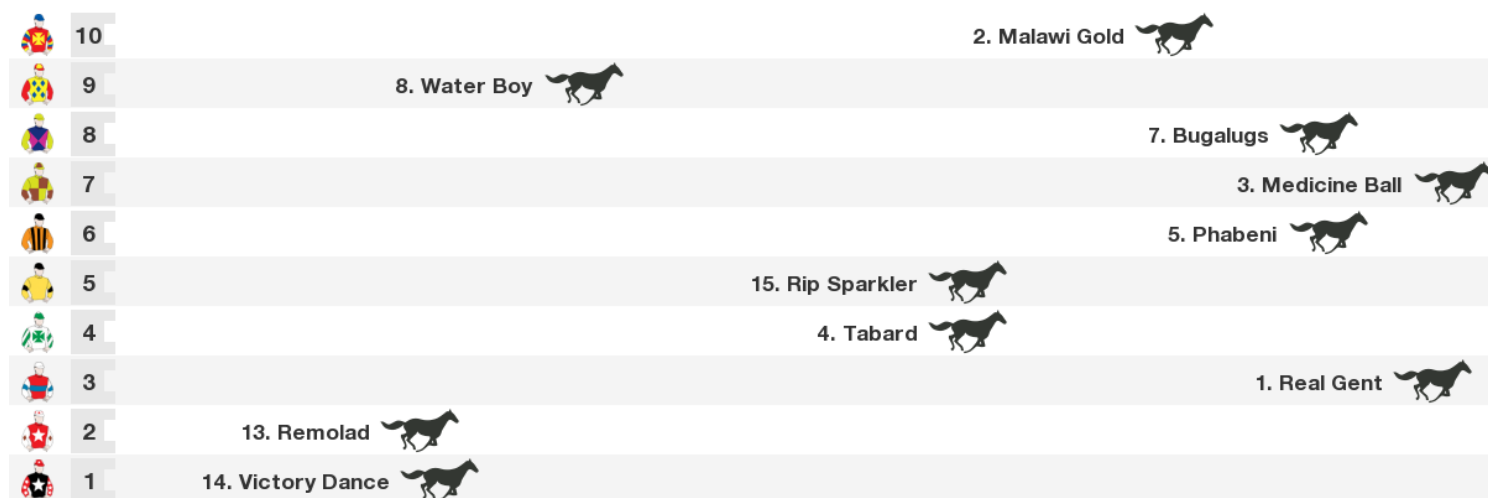 10 2. Malawi Gold
9 8. Water Boy
8 7. Bugalugs
7 3. Medicine Ball
6 5. Phabeni
5 15. Rip Sparkler
4 4. Tabard
3 1. Real Gent
2 13. Remolad
1 14. Victory Dance